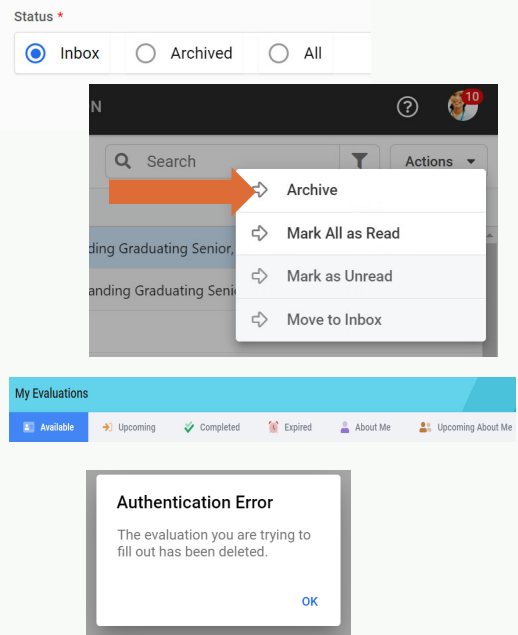 Status *
Inbox Archived All
N
10
Search Actions
Archive
Mark All as Read
ding Graduating Senior,
Mark as Unread
anding Graduating Seni
Move to Inbox
My Evaluations
Available Upcoming Completed Expired About Me Upcoming About Me
Authentication Error
The evaluation you are trying to
fill out has been deleted.
OK